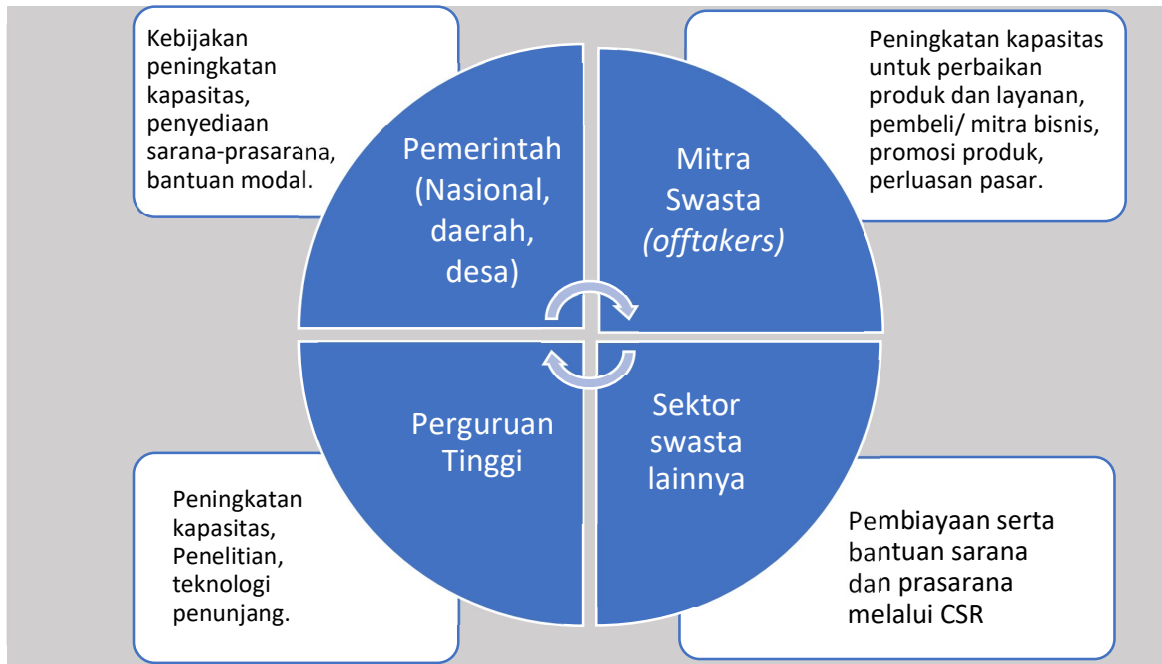 Kebijakan
peningkatan
kapasitas,
penyediaan
sarana-prasarana,
bantuan modal.
Pemerintah
(Nasional,
daerah,
desa)
Mitra
Swasta
(offtakers)
Peningkatan kapasitas
untuk perbaikan
produk dan layanan,
pembeli/ mitra bisnis,
promosi produk,
perluasan pasar.
Peningkatan
kapasitas,
Penelitian,
teknologi
penunjang.
Perguruan
Tinggi
Sektor
swasta
lainnya
Pembiayaan serta
bantuan sarana
dan prasarana
melalui CSR